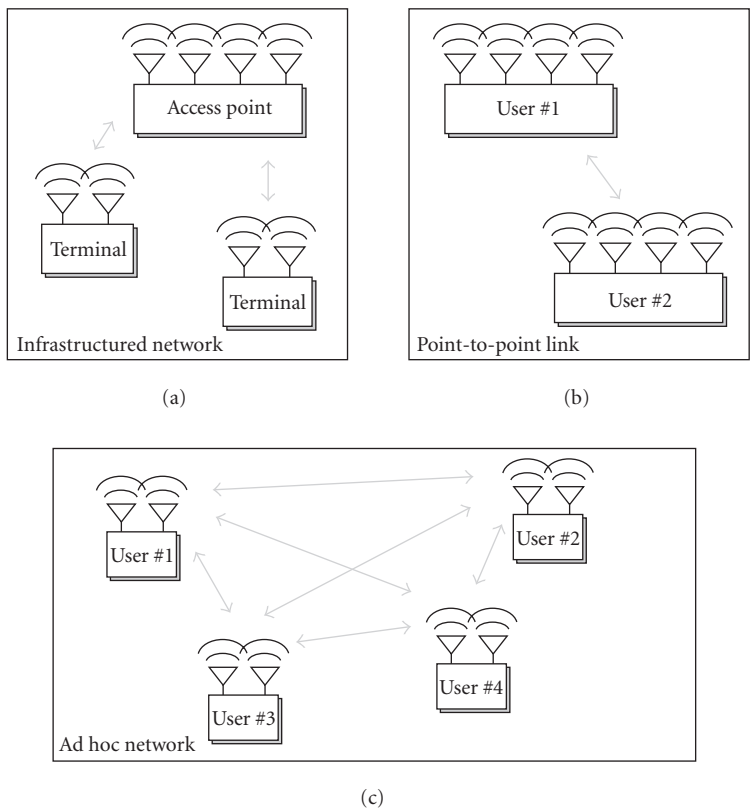 Access point
Terminal
Terminal
Infrastructured network
(a)
User #1
User #2
Point-to-point link
(b)
User #1
User #2
User #3
User #4
Ad hoc network
(c)